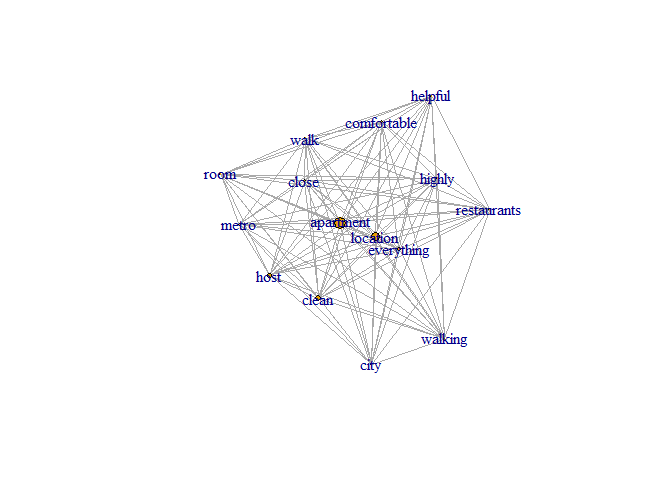 helpful
comfortable
walk
room
close
highly
restaurants
apartment
metro
location
everything
host
clean
walking
city